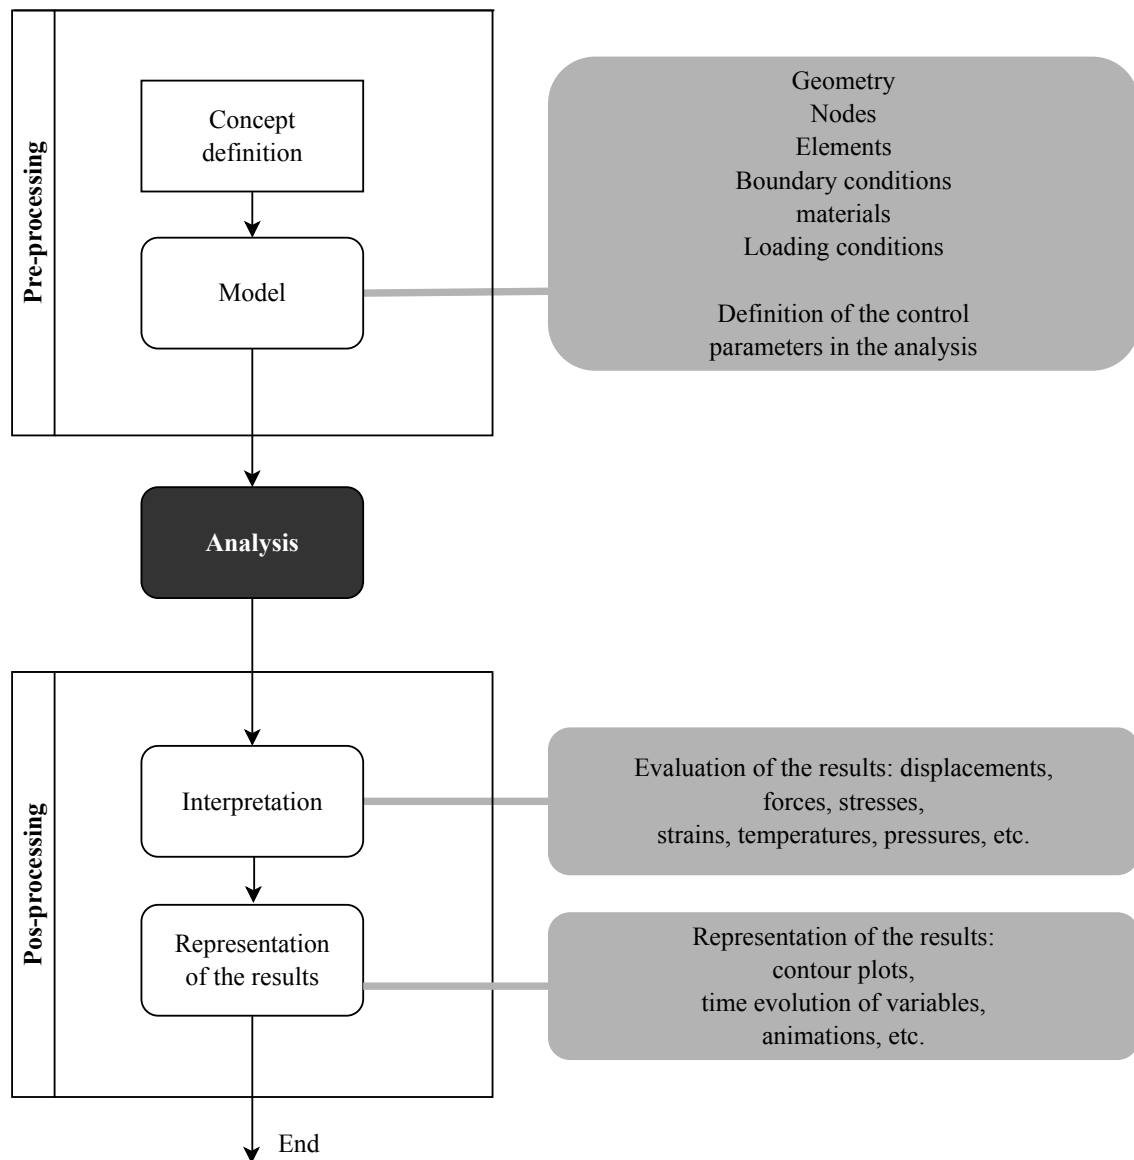 Pre-processing
Concept
definition
Model
Geometry
Nodes
Elements
Boundary conditions
materials
Loading conditions
Definition of the control
parameters in the analysis
Analysis
Pos-processing
Interpretation
Evaluation of the results: displacements,
forces, stresses,
strains, temperatures, pressures, etc.
Representation
of the results
Representation of the results:
contour plots,
time evolution of variables,
animations, etc.
End